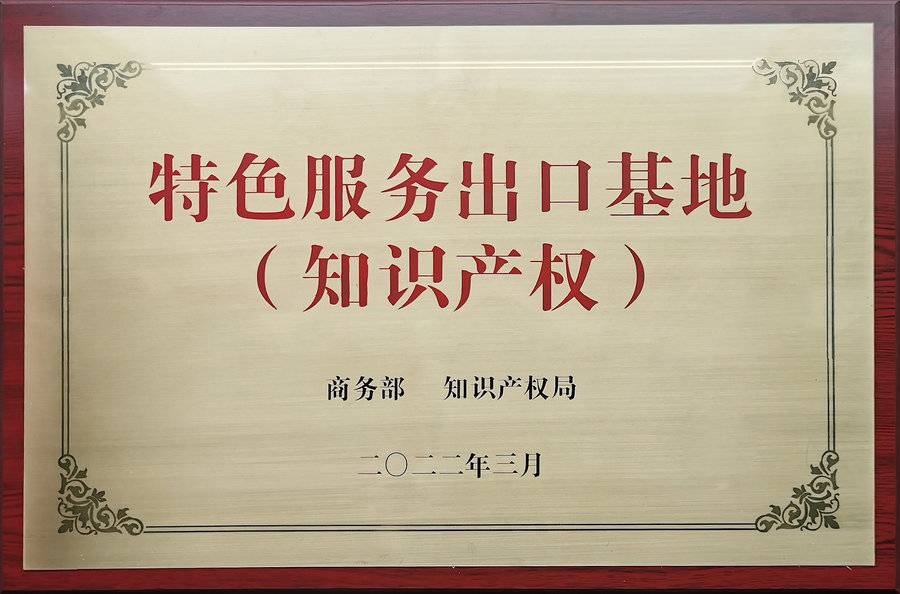 特色服务出口基地
（知识产权）
商务部 知识产权局
二〇二二年三月